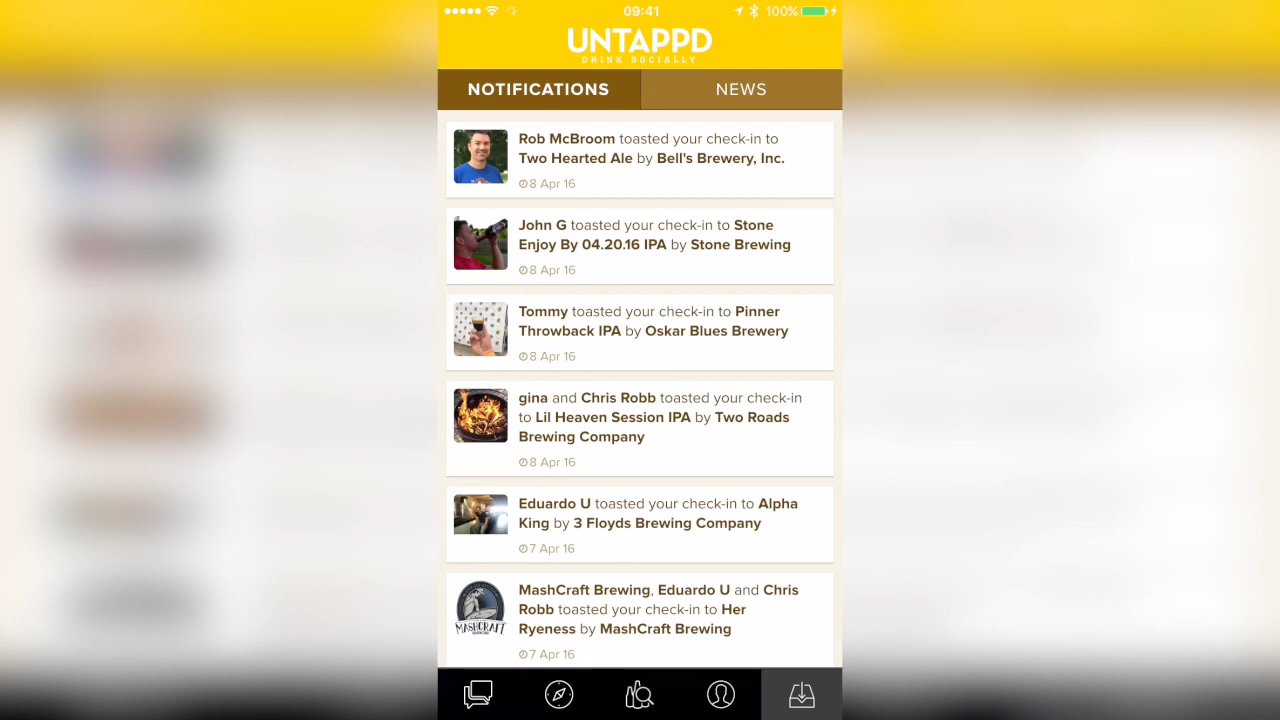 09:41
100%
UNTAPPD
DRINK SOCIALLY
NOTIFICATIONS
NEWS
Rob McBroom toasted your check-in to
Two Hearted Ale by Bell's Brewery, Inc.
8 Apr 16
John G toasted your check-in to Stone
Enjoy By 04.20.16 IPA by Stone Brewing
8 Apr 16
Tommy toasted your check-in to Pinner
Throwback IPA by Oskar Blues Brewery
8 Apr 16
gina and Chris Robb toasted your check-in
to Lil Heaven Session IPA by Two Roads
Brewing Company
8 Apr 16
Eduardo U toasted your check-in to Alpha
King by 3 Floyds Brewing Company
7 Apr 16
MASHCRAFT
MashCraft Brewing, Eduardo U and Chris
Robb toasted your check-in to Her
Ryeness by MashCraft Brewing
7 Apr 16